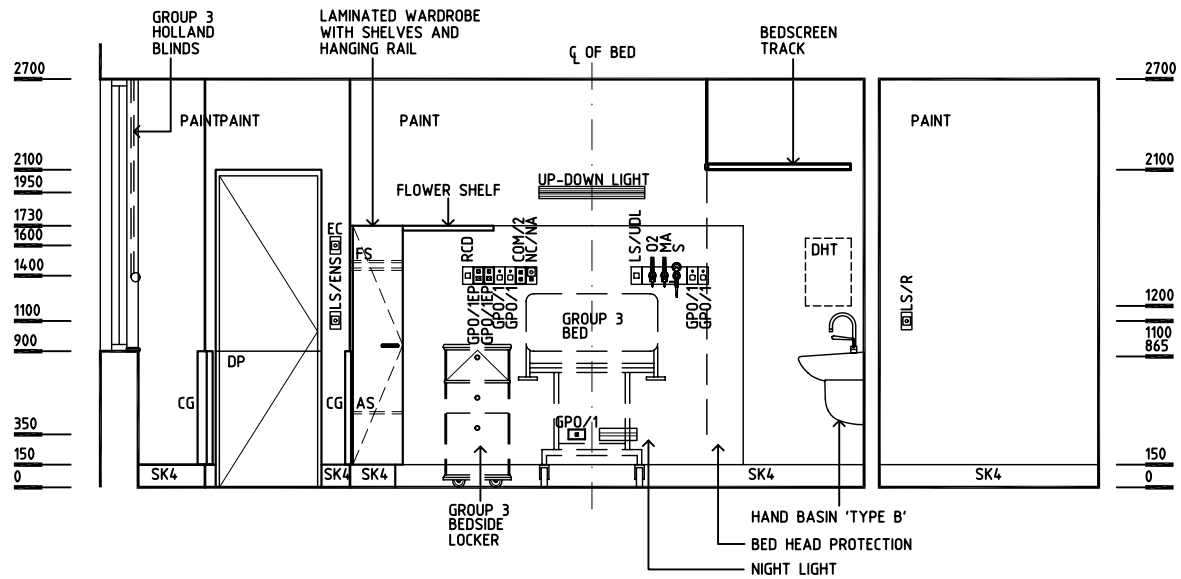 GROUP 3
HOLLAND
BLINDS
LAMINATED WARDROBE
WITH SHELVES AND
HANGING RAIL
℄ OF BED
BEDSCREEN
TRACK
2700
2700
PAINTPAINT
PAINT
PAINT
2100
2100
1950
UP-DOWN LIGHT
FLOWER SHELF
1730
1600
1400
1100
900
350
150
0
EC
LS/ENS
FS
RCD
COM/2
NC/NA
LS/UDL
O2
MA
S
DHT
LS/R
1200
1100
865
GPO/1EP
GPO/1EP
GPO/1
GPO/1
GROUP 3
BED
GPO/1
GPO/1
DP
CG
CG
AS
GPO/1
SK4
SK4
SK4
SK4
SK4
150
0
GROUP 3
BEDSIDE
LOCKER
HAND BASIN 'TYPE B'
BED HEAD PROTECTION
NIGHT LIGHT